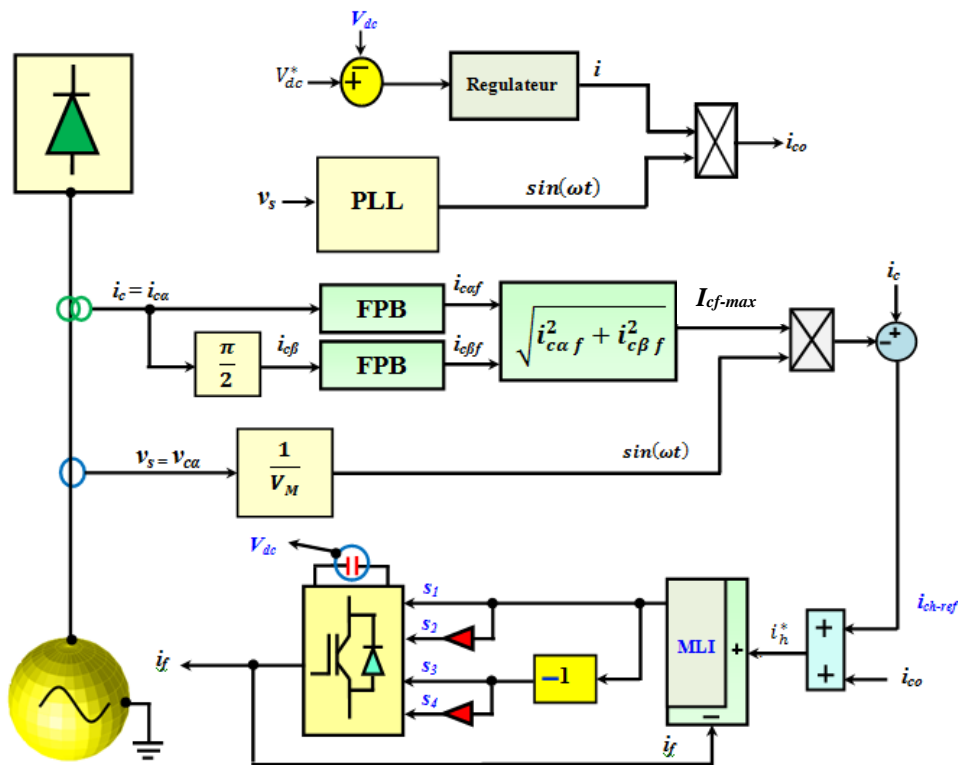 V_dc
V*_dc
+
−
Regulateur
i
i_co
v_s
PLL
sin(ωt)
i_c = i_cα
FPB
i_cαf
√(i²_cαf + i²_cβf)
I_cf-max
i_c
−
+
π/2
i_cβ
FPB
i_cβf
v_s = v_cα
1/V_M
sin(ωt)
V_dc
s_1
s_2
s_3
s_4
−1
MLI
+
−
i*_h
+
+
i_ch-ref
i_co
i_f
i_f